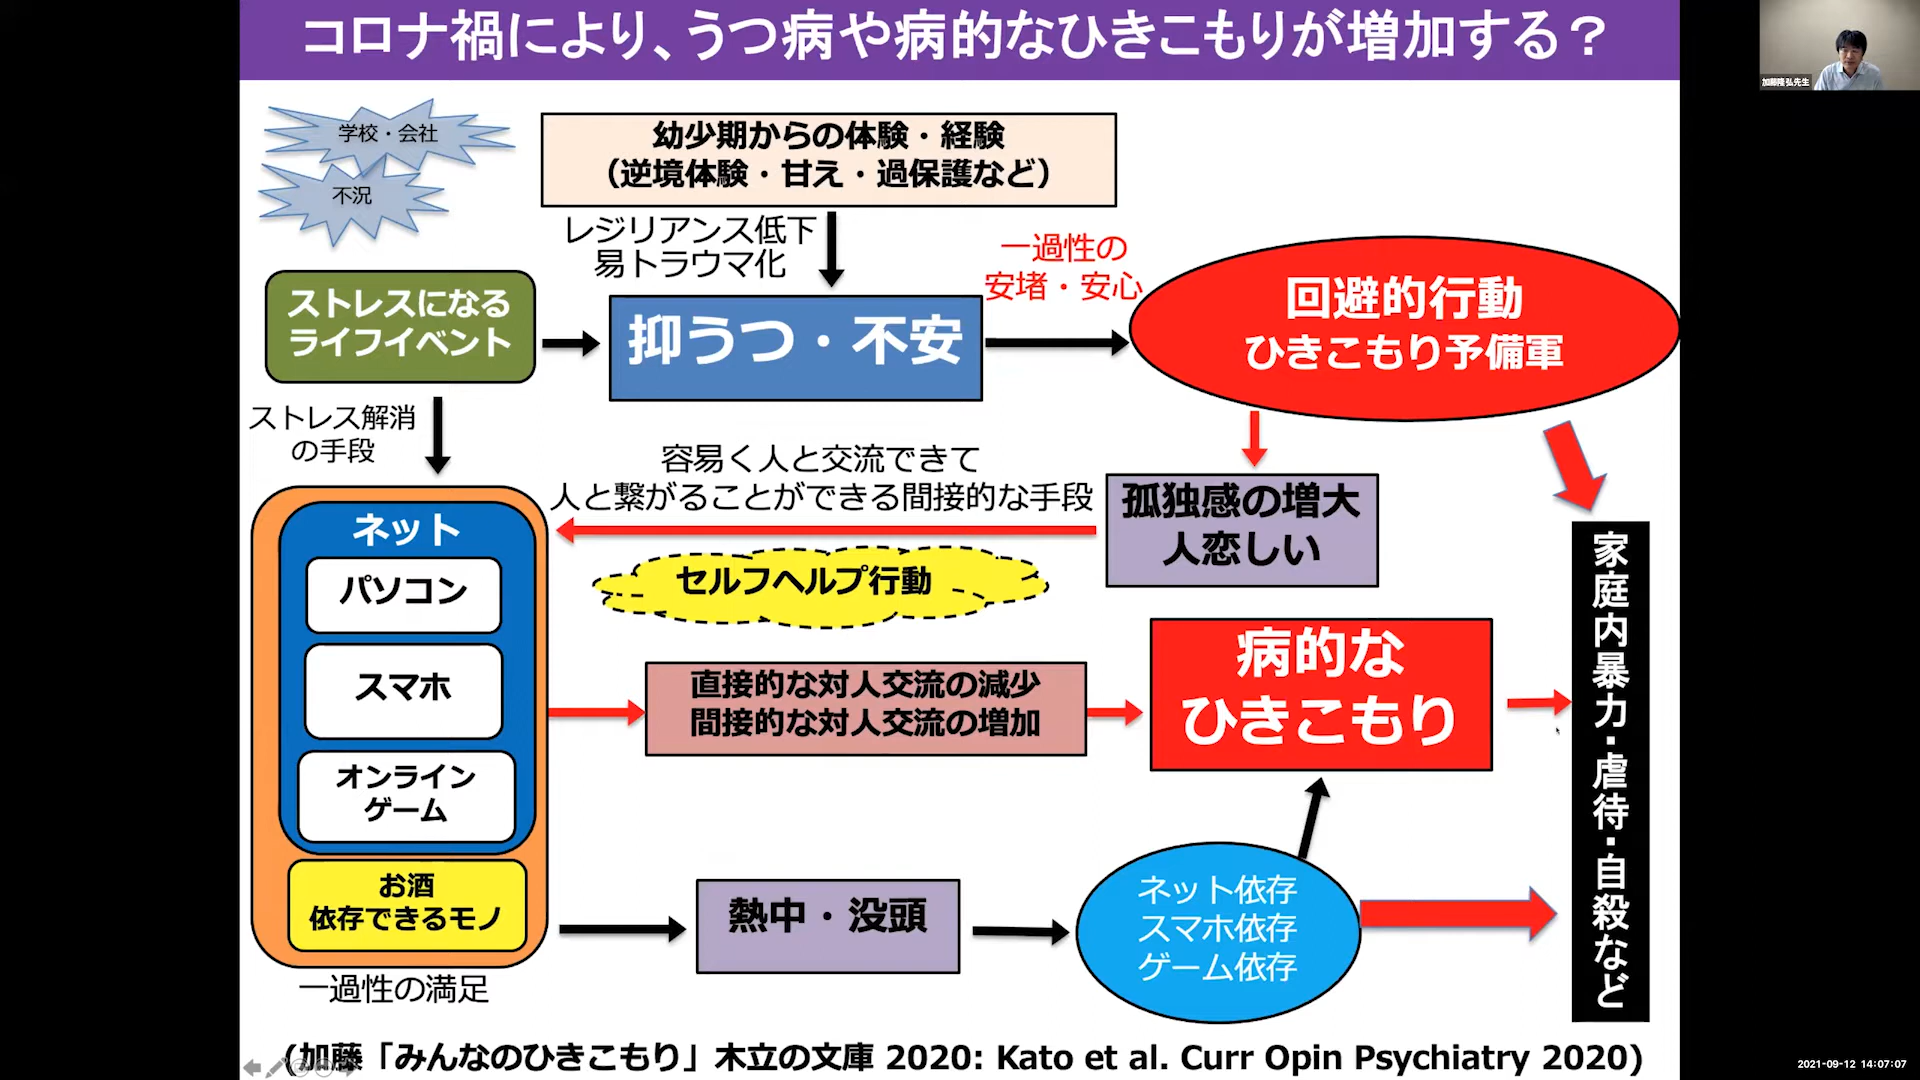 コロナ禍により、うつ病や病的なひきこもりが増加する？
加藤隆弘先生
学校・会社
不況
幼少期からの体験・経験
（逆境体験・甘え・過保護など）
レジリアンス低下
易トラウマ化
一過性の
安堵・安心
回避的行動
ひきこもり予備軍
ストレスになる
ライフイベント
抑うつ・不安
ストレス解消
の手段
容易く人と交流できて
人と繋がることができる間接的な手段
孤独感の増大
人恋しい
セルフヘルプ行動
ネット
パソコン
スマホ
オンライン
ゲーム
お酒
依存できるモノ
一過性の満足
直接的な対人交流の減少
間接的な対人交流の増加
病的な
ひきこもり
熱中・没頭
ネット依存
スマホ依存
ゲーム依存
家庭内暴力・虐待・自殺など
(加藤「みんなのひきこもり」木立の文庫 2020: Kato et al. Curr Opin Psychiatry 2020)
2021-09-12 14:07:07